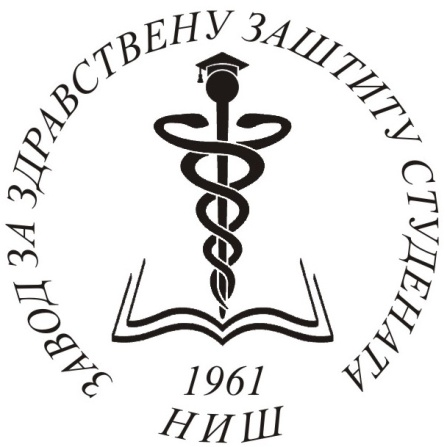 ЗАВОД ЗА ЗДРАВСТВЕНУ ЗАШТИТУ СТУДЕНАТА
1961
НИШ